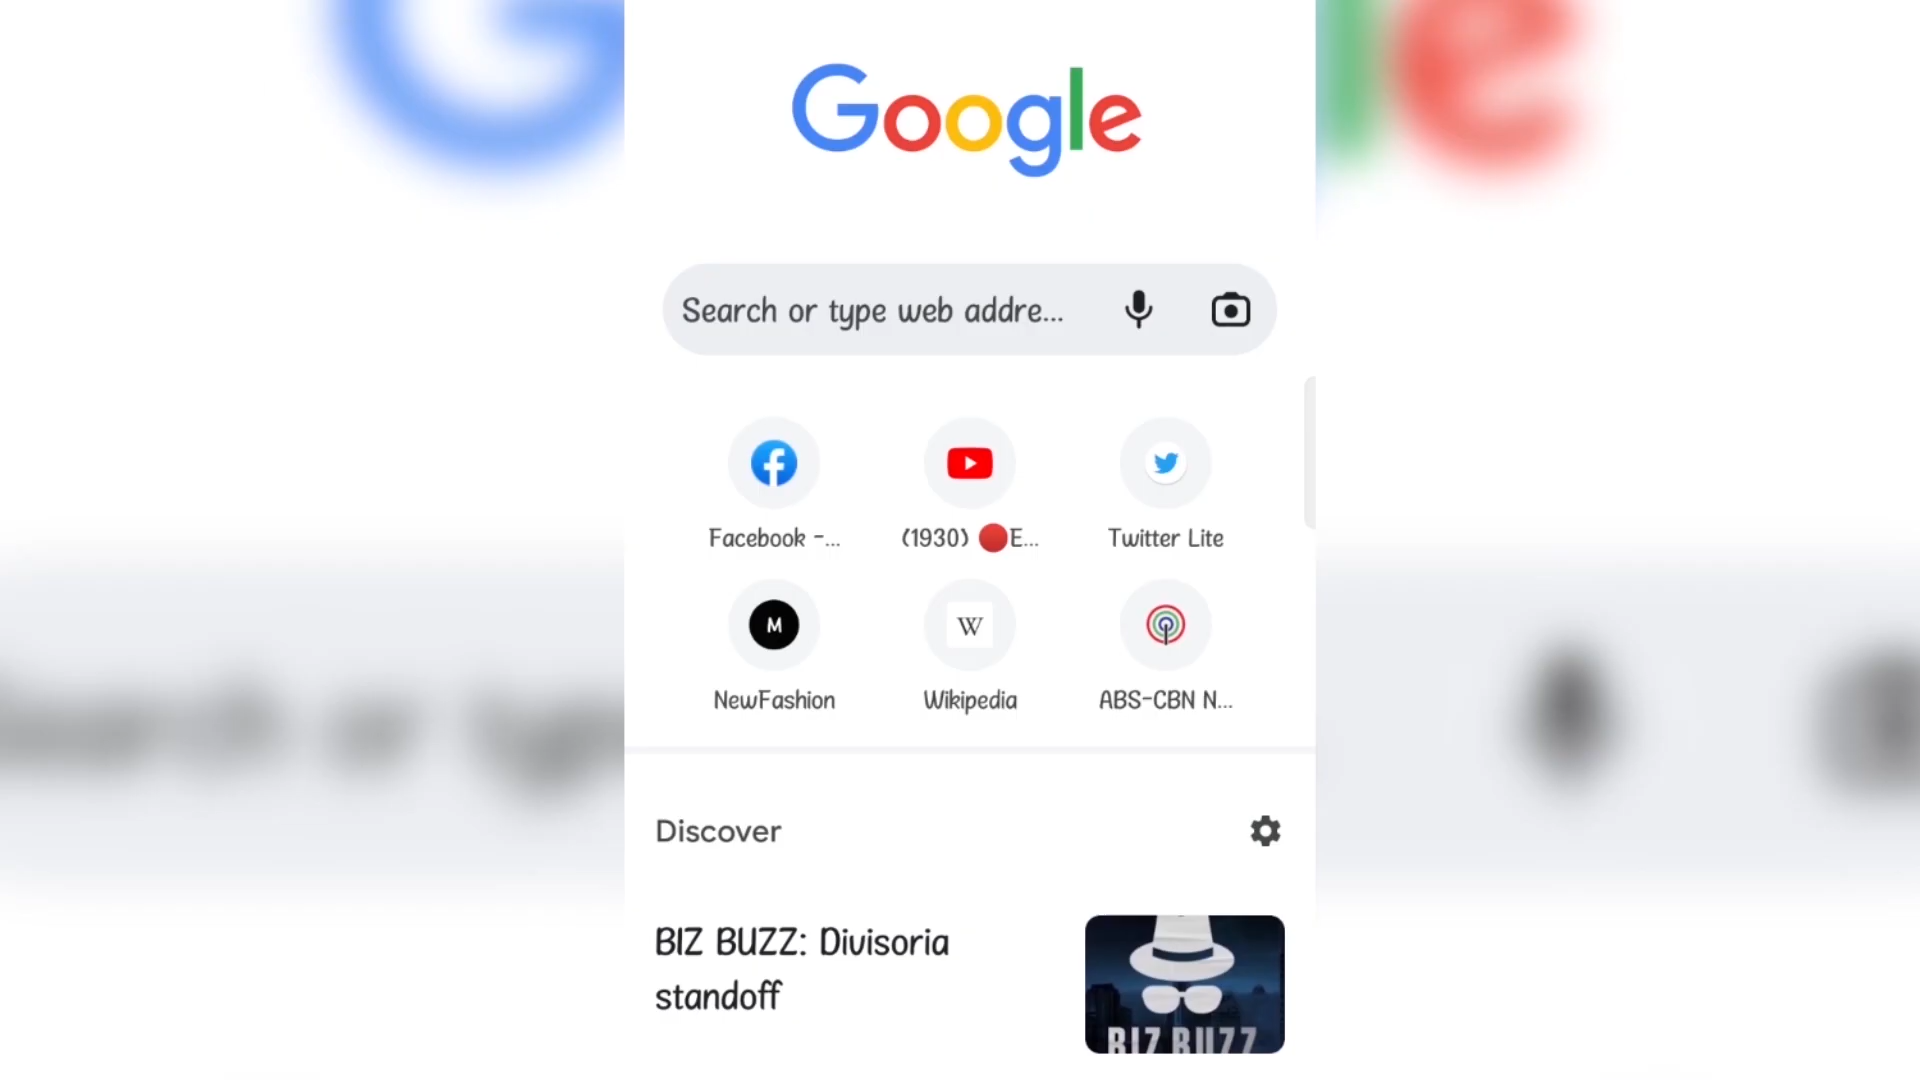 Google
Search or type web addre...
Facebook -...
(1930) 🔴E...
Twitter Lite
M
NewFashion
W
Wikipedia
ABS-CBN N...
Discover
BIZ BUZZ: Divisoria
standoff
BIZ BUZZ